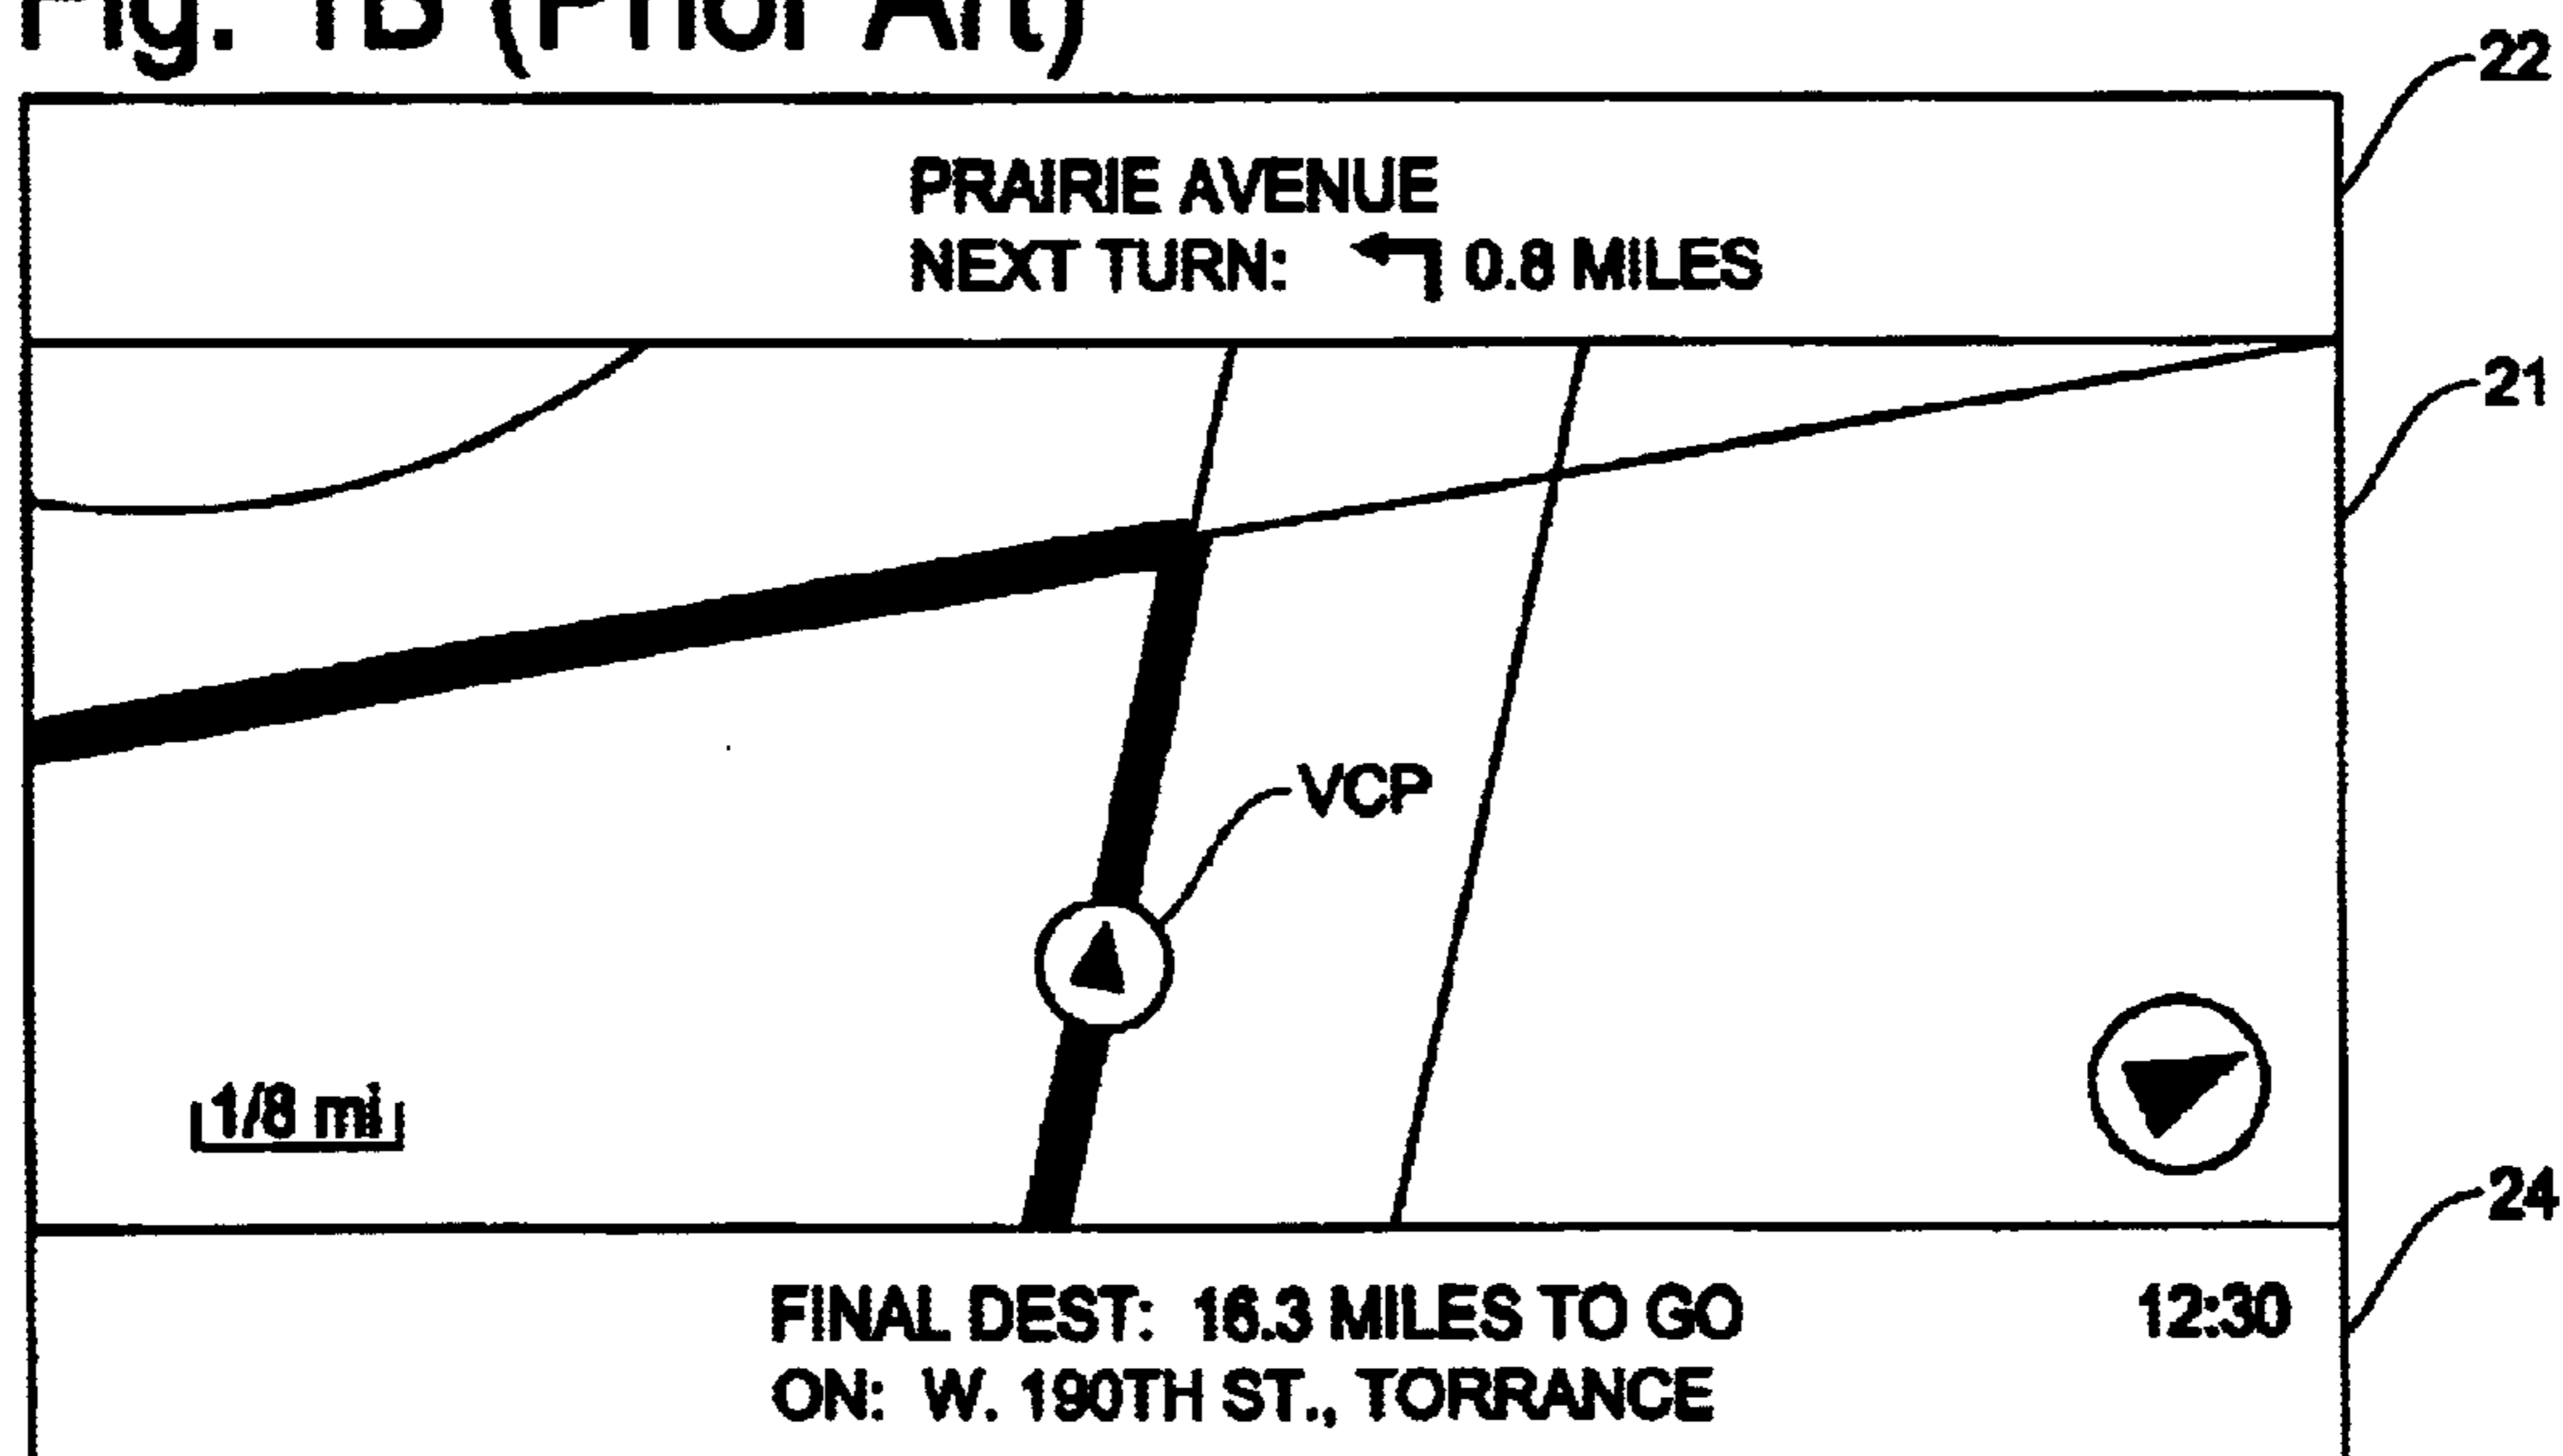 Fig. 1B (Prior Art)
22
PRAIRIE AVENUE
NEXT TURN: 0.8 MILES
21
VCP
1/8 mi
24
FINAL DEST: 16.3 MILES TO GO 12:30
ON: W. 190TH ST., TORRANCE